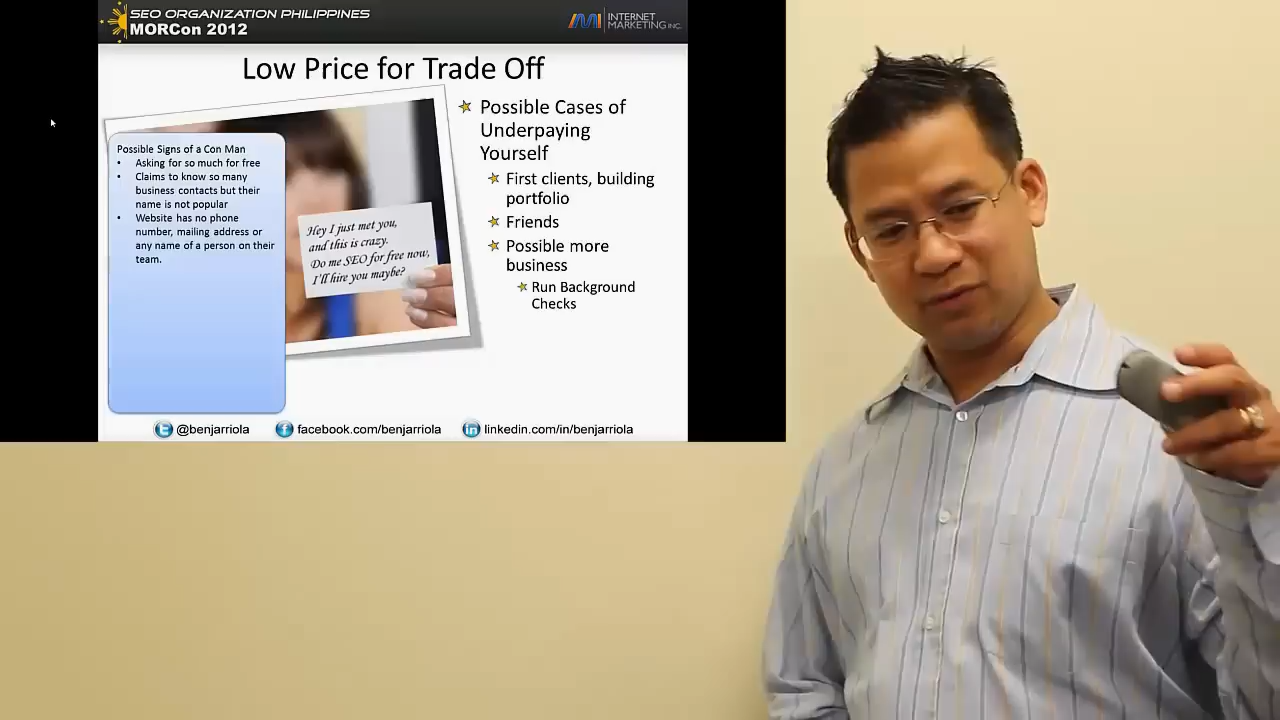 SEO ORGANIZATION PHILIPPINES
MORCon 2012
INTERNET
MARKETING INC.
Low Price for Trade Off
Possible Signs of a Con Man
• Asking for so much for free
• Claims to know so many
business contacts but their
name is not popular
• Website has no phone
number, mailing address or
any name of a person on their
team.
Hey I just met you,
and this is crazy.
Do me SEO for free now,
I'll hire you maybe?
Possible Cases of
Underpaying
Yourself
First clients, building
portfolio
Friends
Possible more
business
Run Background
Checks
@benjarriola
facebook.com/benjarriola
linkedin.com/in/benjarriola